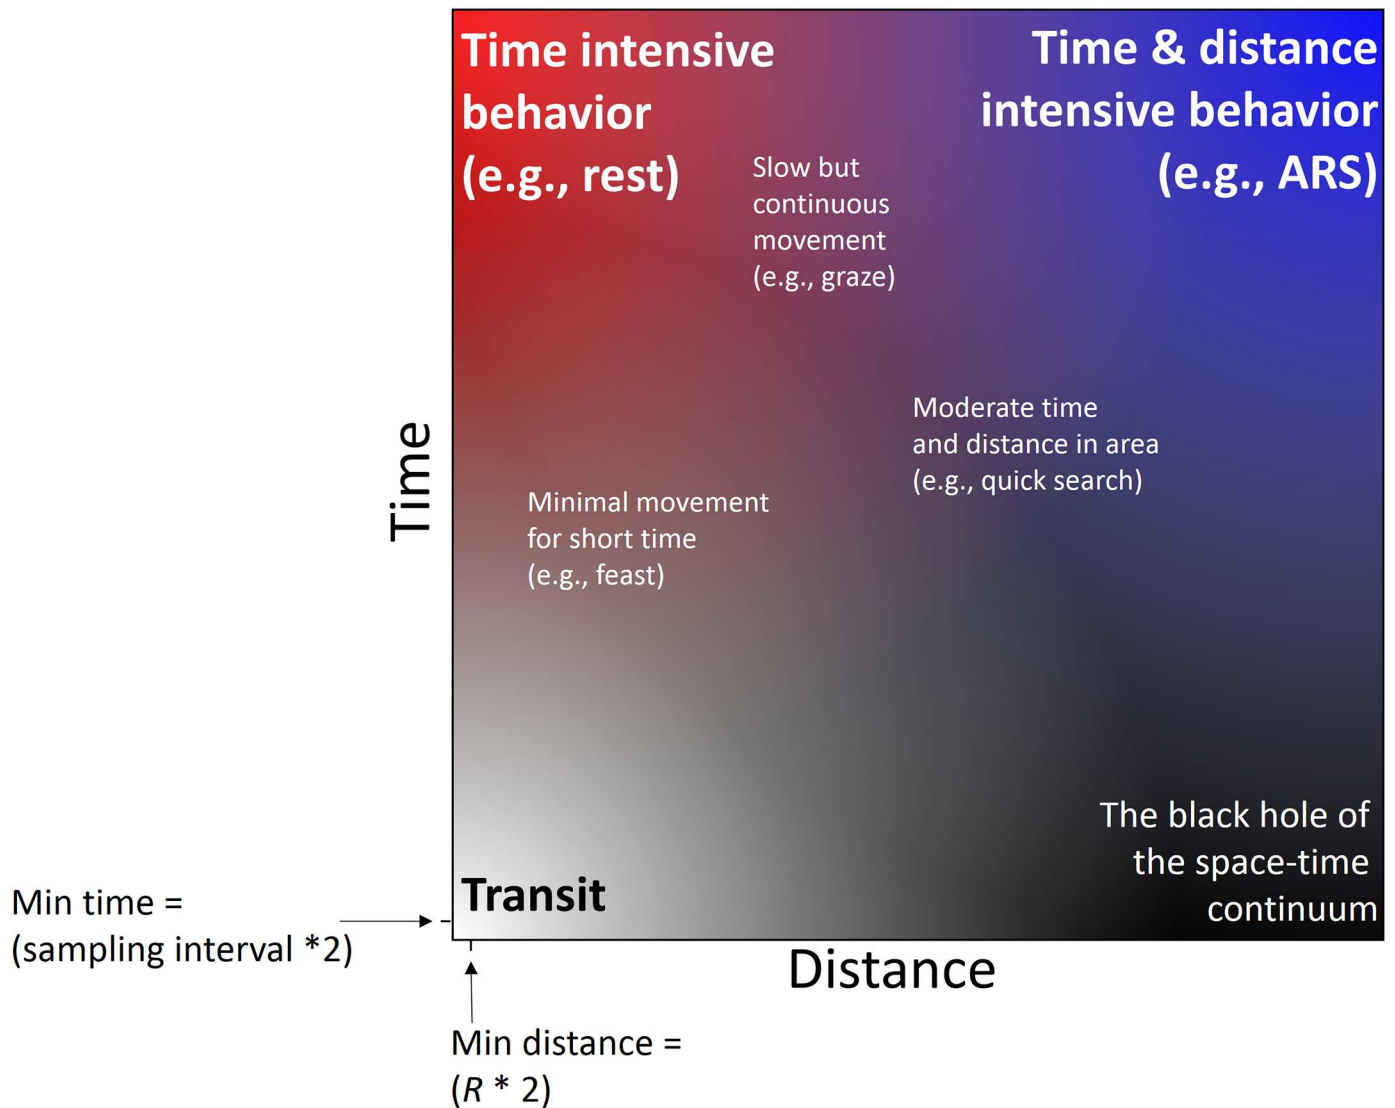 Time intensive
behavior
(e.g., rest)
Time & distance
intensive behavior
(e.g., ARS)
Slow but
continuous
movement
(e.g., graze)
Moderate time
and distance in area
(e.g., quick search)
Minimal movement
for short time
(e.g., feast)
Time
The black hole of
the space-time
continuum
Transit
Min time =
(sampling interval *2)
Distance
Min distance =
(R * 2)